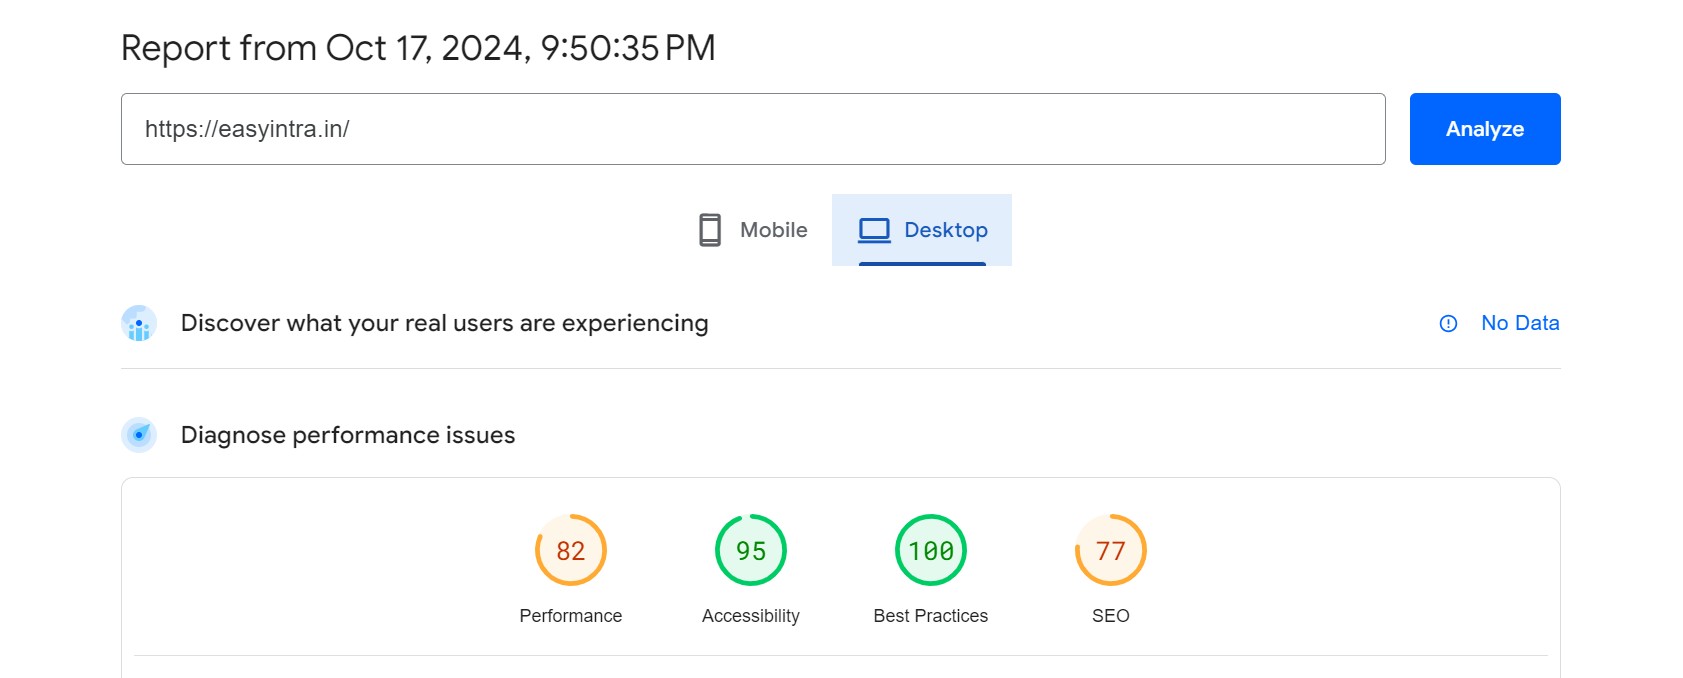 Report from Oct 17, 2024, 9:50:35 PM
https://easyintra.in/
Analyze
Mobile
Desktop
Discover what your real users are experiencing
No Data
Diagnose performance issues
82
95
100
77
Performance
Accessibility
Best Practices
SEO